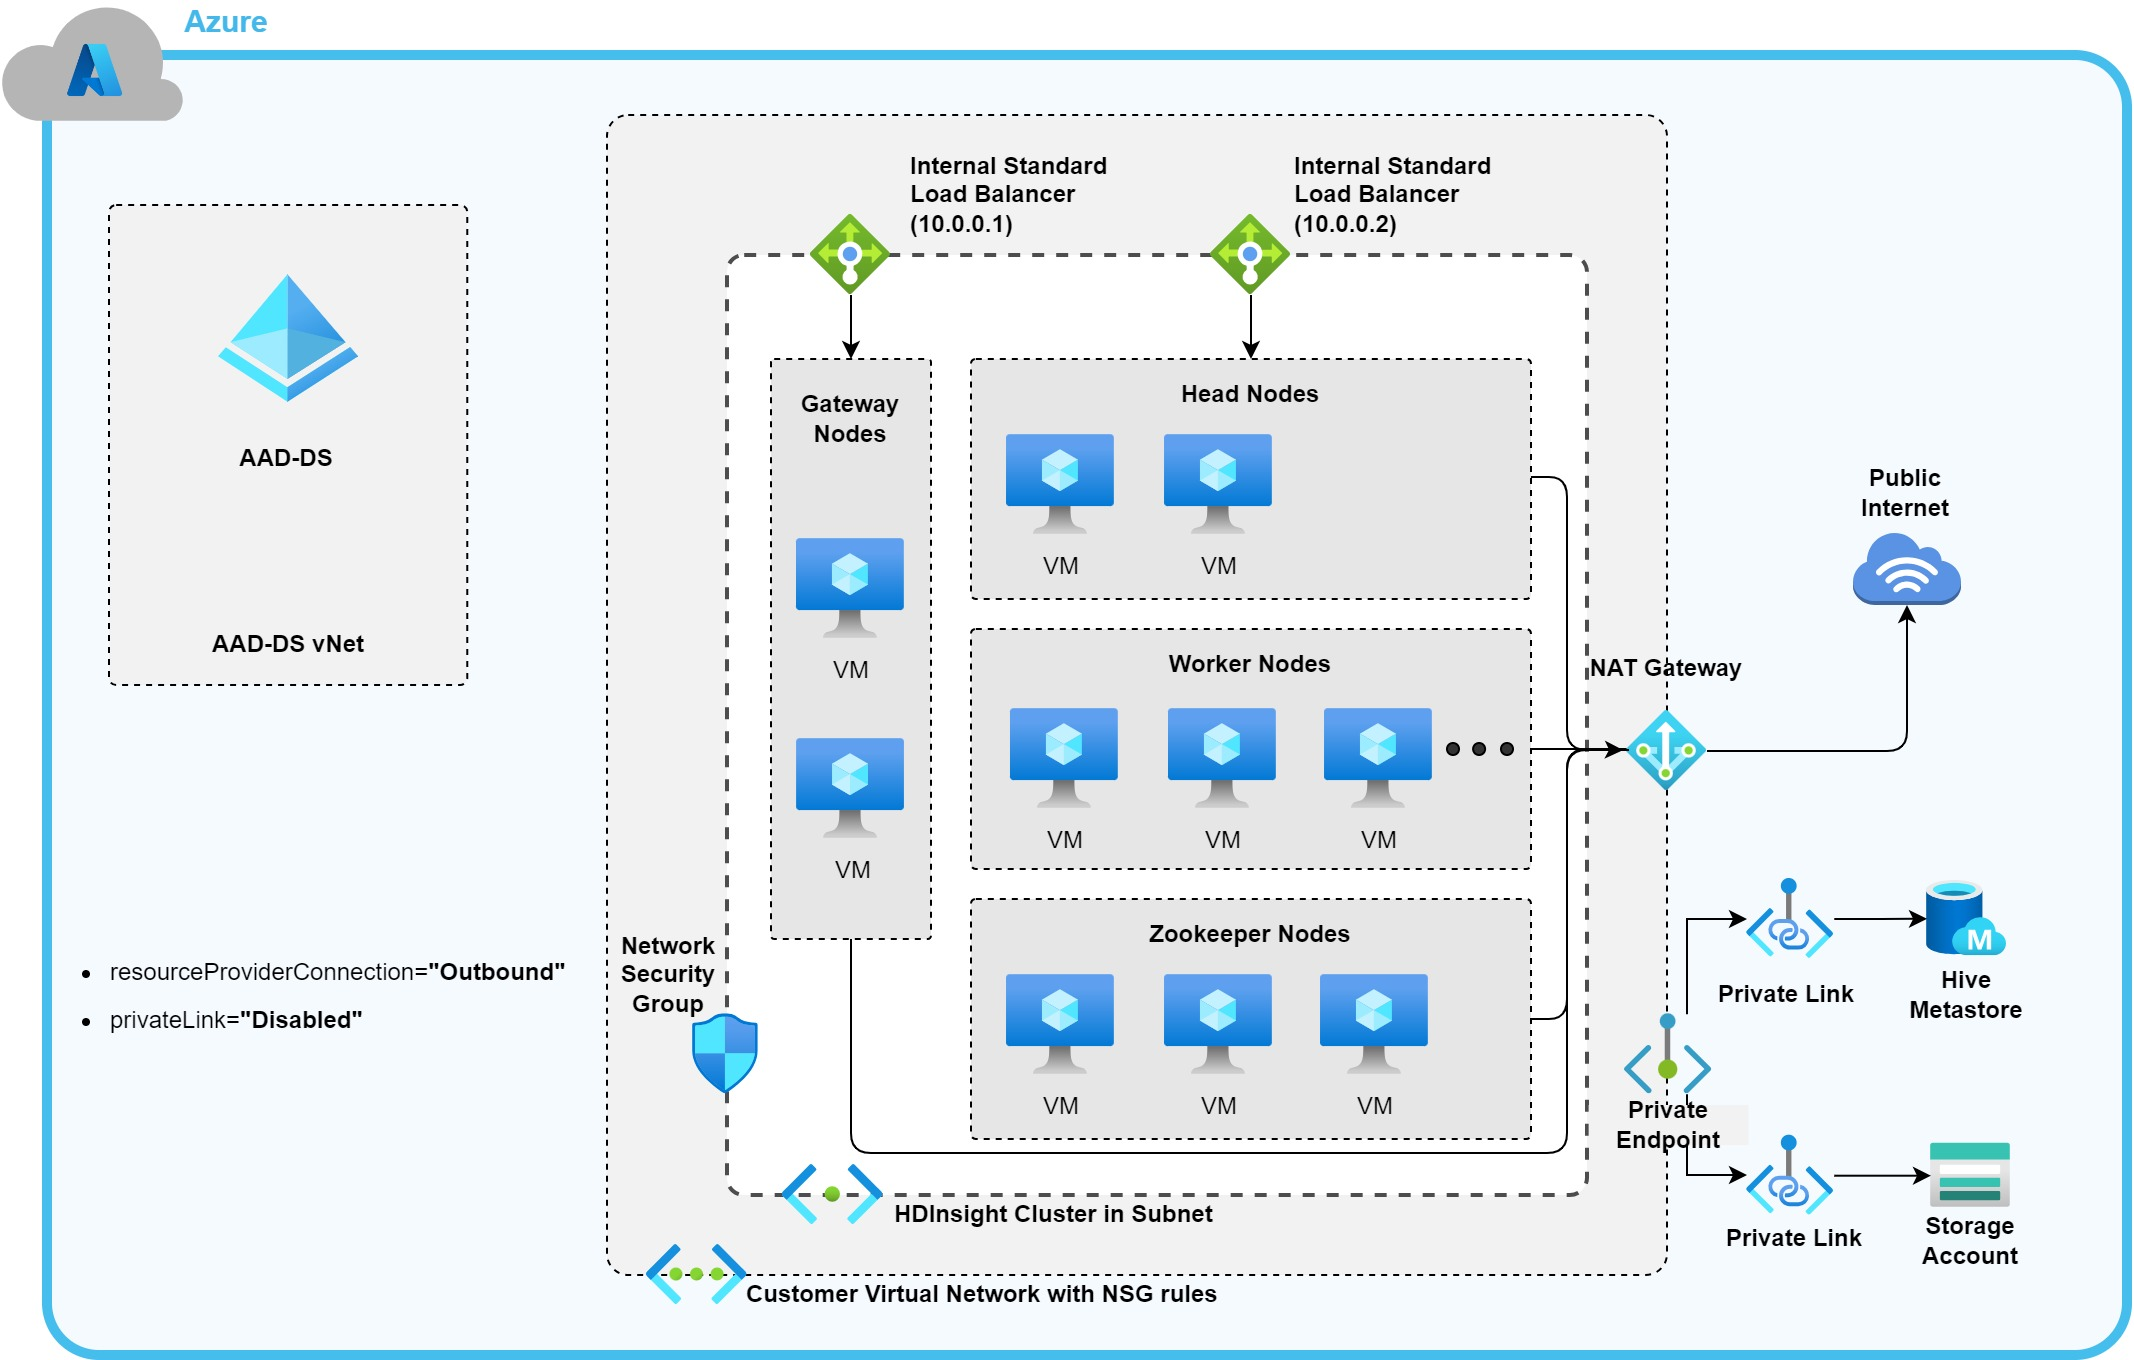 Azure
Internal Standard
Load Balancer
(10.0.0.1)
Internal Standard
Load Balancer
(10.0.0.2)
AAD-DS
AAD-DS vNet
Gateway
Nodes
VM
VM
Head Nodes
VM
VM
Worker Nodes
VM
VM
VM
Zookeeper Nodes
VM
VM
VM
Public
Internet
NAT Gateway
Network
Security
Group
• resourceProviderConnection="Outbound"
• privateLink="Disabled"
Private Link
Hive
Metastore
M
Private
Endpoint
Private Link
Storage
Account
HDInsight Cluster in Subnet
Customer Virtual Network with NSG rules